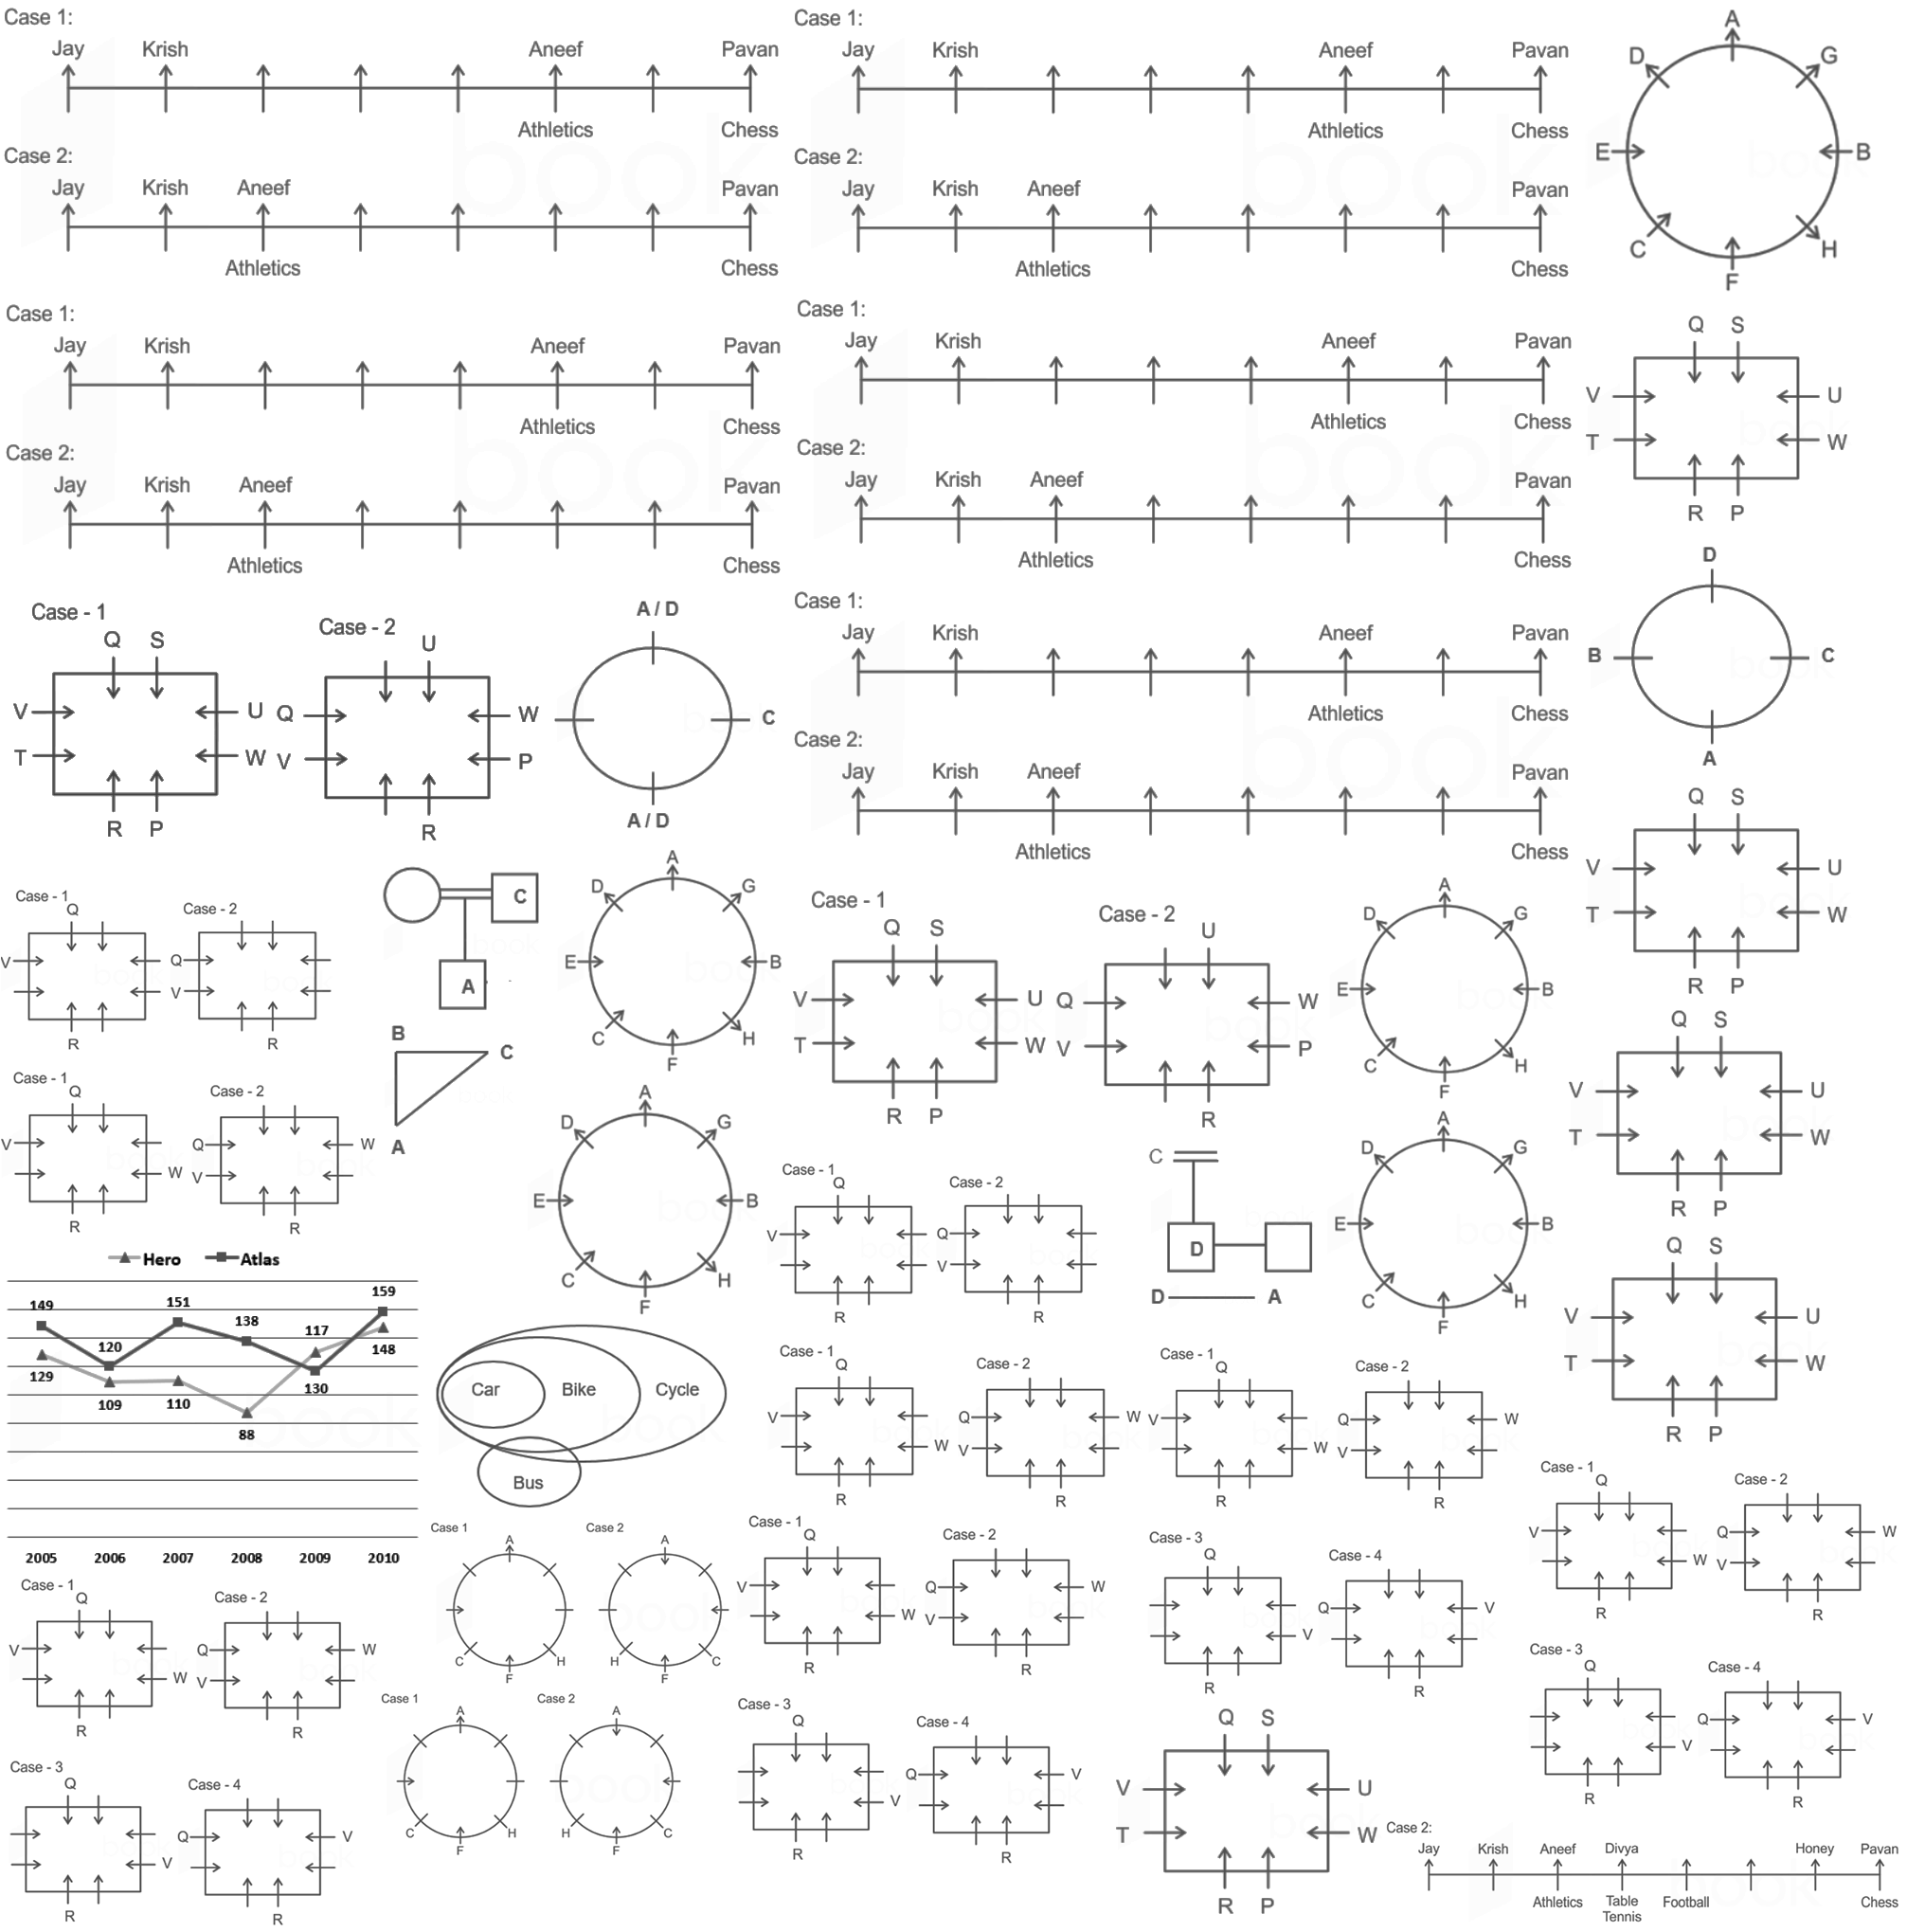 Case 1:
Jay Krish Aneef Pavan
Athletics Chess
Case 2:
Jay Krish Aneef Pavan
Athletics Chess
Case 1:
Jay Krish Aneef Pavan
Athletics Chess
Case 2:
Jay Krish Aneef Pavan
Athletics Chess
A
D G
E B
C H
F
Case 1:
Jay Krish Aneef Pavan
Athletics Chess
Case 2:
Jay Krish Aneef Pavan
Athletics Chess
Case 1:
Jay Krish Aneef Pavan
Athletics Chess
Case 2:
Jay Krish Aneef Pavan
Athletics Chess
Q S
V U
T W
R P
Case - 1
Q S
V U
T W
R P
Case - 2
U
Q W
V P
R
A / D
C
A / D
Case 1:
Jay Krish Aneef Pavan
Athletics Chess
Case 2:
Jay Krish Aneef Pavan
Athletics Chess
D
B C
A
Q S
V U
T W
R P
Case - 1
Q
V
R
Case - 2
Q
V
R
C
A
B
C
A
A
D G
E B
C H
F
Case - 1
Q S
V U
T W
R P
Case - 2
U
Q W
V P
R
A
D G
E B
C H
F
Q S
V U
T W
R P
Case - 1
Q
V
W
R
Case - 2
Q W
V
R
A
D G
E B
C H
F
Case - 1
Q
V
R
Case - 2
Q
V
R
C
D
D A
A
D G
E B
C H
F
Q S
V U
T W
R P
Hero Atlas
149 151 138 117 159
120 148
129 109 110 88 130
2005 2006 2007 2008 2009 2010
Car Bike Cycle
Bus
Case - 1
Q
V
W
R
Case - 2
Q W
V
R
Case - 1
Q
V
W
R
Case - 2
Q W
V
R
Case - 1
Q
V
W
R
Case - 2
Q W
V
R
Case 1
A
C H
F
Case 2
A
H C
F
Case - 1
Q
V
W
R
Case - 2
Q W
V
R
Case - 3
Q
V
R
Case - 4
Q V
R
Case - 1
Q
V
W
R
Case - 2
Q W
V
R
Case - 3
Q
V
R
Case - 4
Q V
R
Case 1
A
C H
F
Case 2
A
H C
F
Case - 3
Q
V
R
Case - 4
Q V
R
Q S
V U
T W
R P
Case - 3
Q
V
R
Case - 4
Q V
R
Case 2:
Jay Krish Aneef Divya Honey Pavan
Athletics Table Football Chess
Tennis